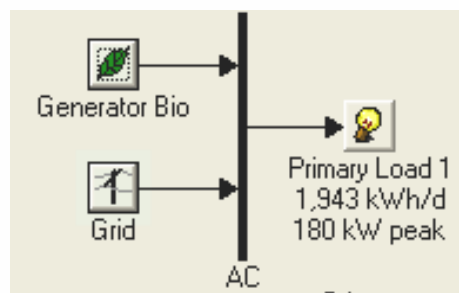 Generator Bio
Primary Load 1
1,943 kWh/d
180 kW peak
Grid
AC